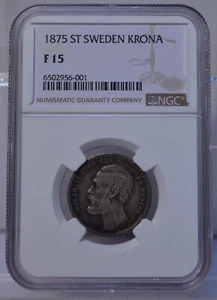 1875 ST SWEDEN KRONA
F 15
6502956-001
NUMISMATIC GUARANTY COMPANY
NGC